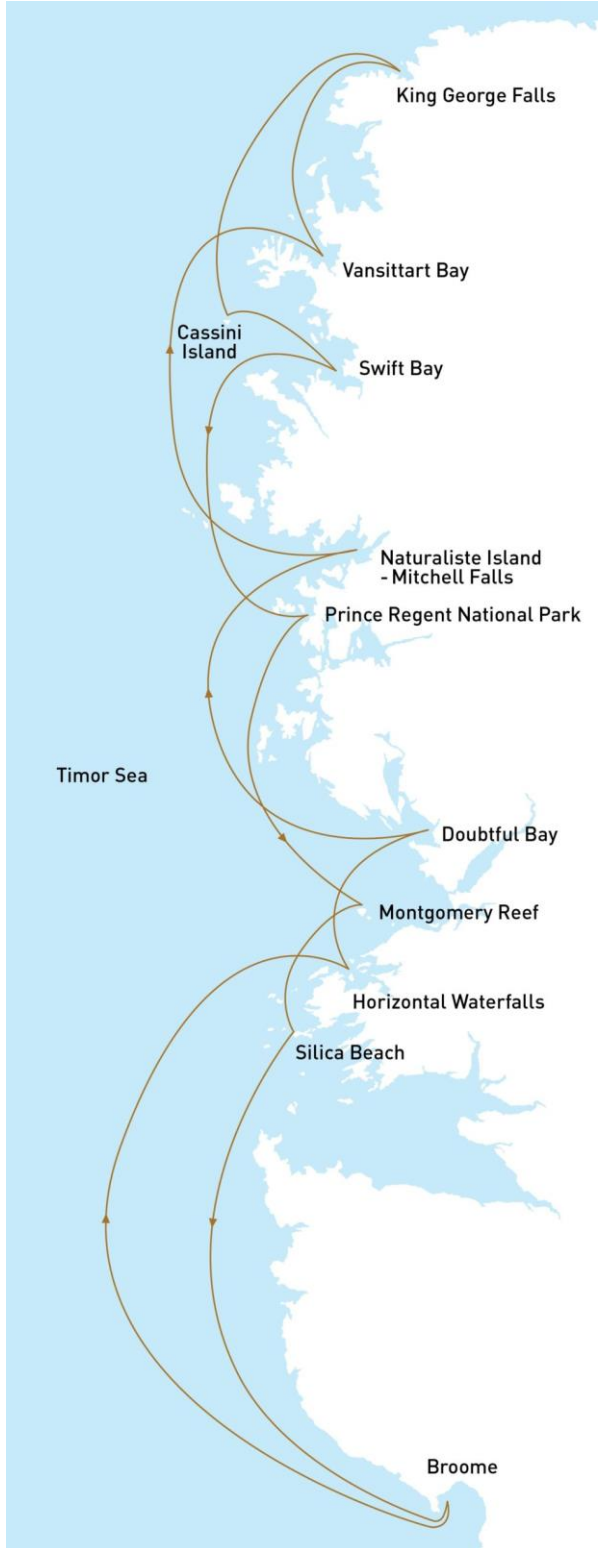 King George Falls
Vansittart Bay
Cassini
Island
Swift Bay
Naturaliste Island
- Mitchell Falls
Prince Regent National Park
Timor Sea
Doubtful Bay
Montgomery Reef
Horizontal Waterfalls
Silica Beach
Broome